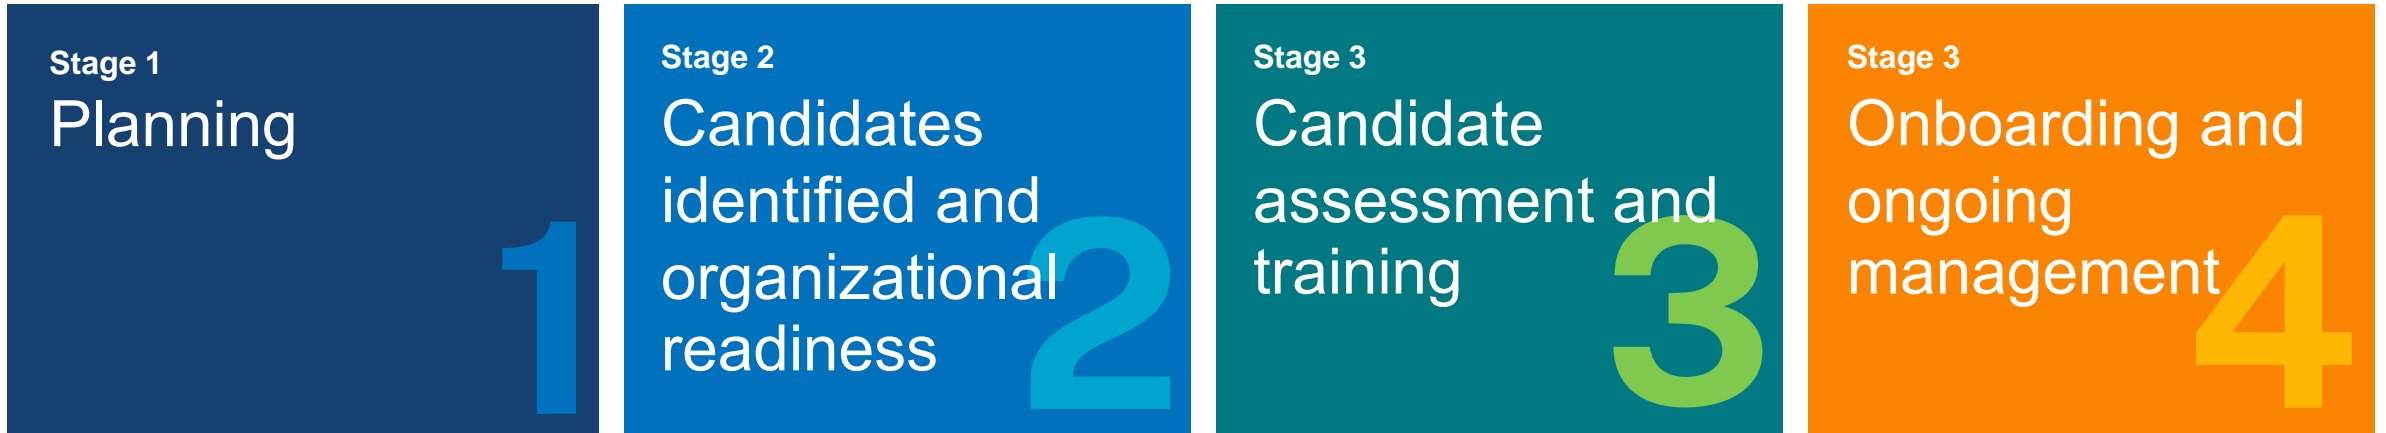 Stage 1
Planning
1
Stage 2
Candidates
identified and
organizational
readiness
2
Stage 3
Candidate
assessment and
training
3
Stage 3
Onboarding and
ongoing
management
4